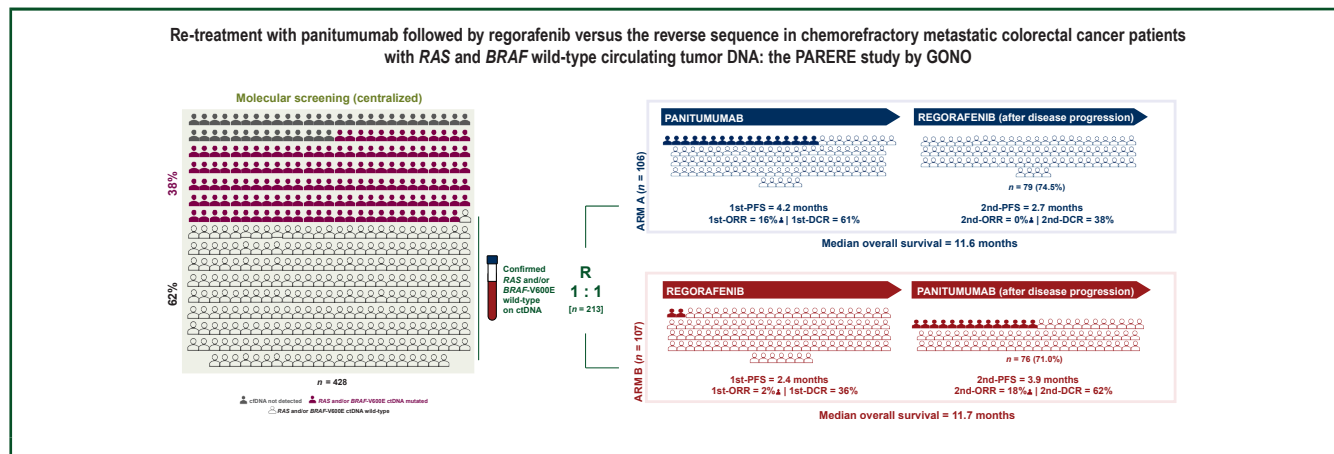 Re-treatment with panitumumab followed by regorafenib versus the reverse sequence in chemorefractory metastatic colorectal cancer patients
with RAS and BRAF wild-type circulating tumor DNA: the PARERE study by GONO
Molecular screening (centralized)
38%
62%
n = 428
ctDNA not detected
RAS and/or BRAF-V600E ctDNA mutated
RAS and/or BRAF-V600E ctDNA wild-type
Confirmed
RAS and/or
BRAF-V600E
wild-type
on ctDNA
R
1 : 1
[n = 213]
ARM A (n = 106)
PANITUMUMAB
1st-PFS = 4.2 months
1st-ORR = 16% | 1st-DCR = 61%
REGORAFENIB (after disease progression)
n = 79 (74.5%)
2nd-PFS = 2.7 months
2nd-ORR = 0% | 2nd-DCR = 38%
Median overall survival = 11.6 months
ARM B (n = 107)
REGORAFENIB
1st-PFS = 2.4 months
1st-ORR = 2% | 1st-DCR = 36%
PANITUMUMAB (after disease progression)
n = 76 (71.0%)
2nd-PFS = 3.9 months
2nd-ORR = 18% | 2nd-DCR = 62%
Median overall survival = 11.7 months